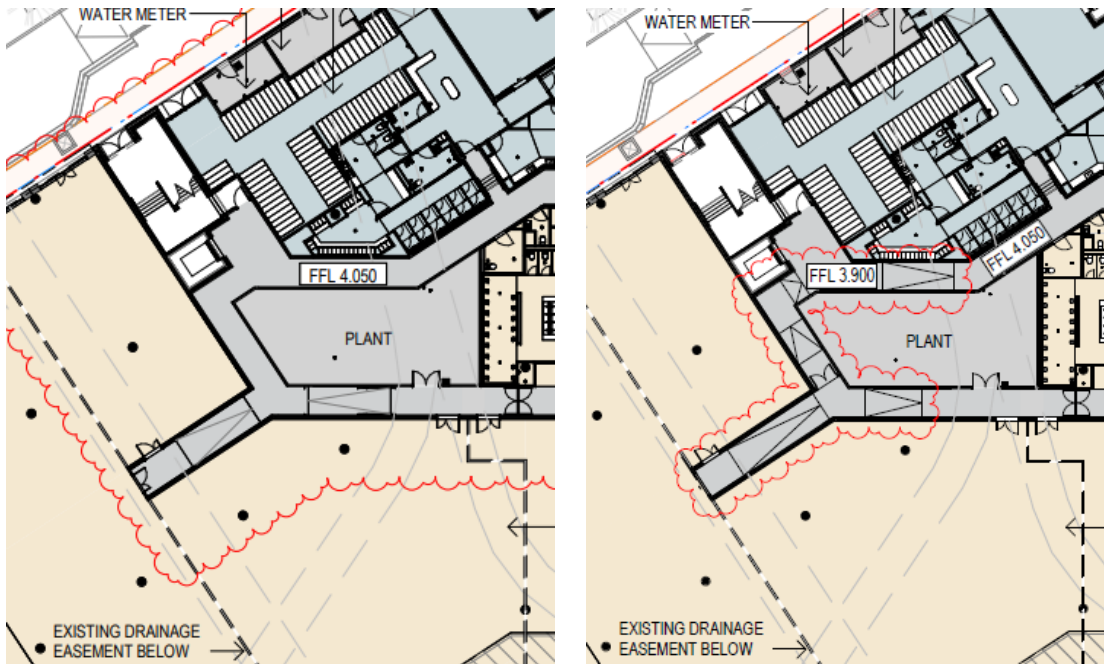 WATER METER
FFL 4.050
PLANT
EXISTING DRAINAGE
EASEMENT BELOW
WATER METER
FFL 4.050
FFL 3.900
PLANT
EXISTING DRAINAGE
EASEMENT BELOW